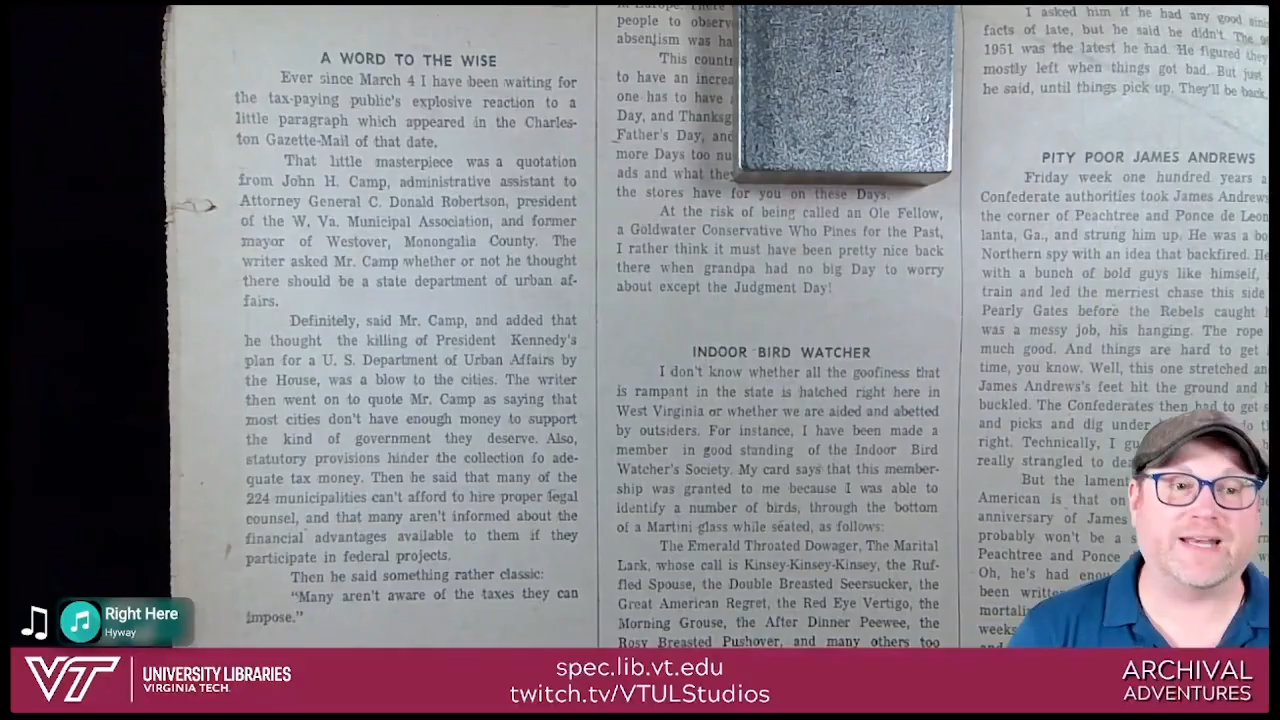 A WORD TO THE WISE
Ever since March 4 I have been waiting for
the tax-paying public's explosive reaction to a
little paragraph which appeared in the Charles-
ton Gazette-Mail of that date.
That little masterpiece was a quotation
from John H. Camp, administrative assistant to
Attorney General C. Donald Robertson, president
of the W. Va. Municipal Association, and former
mayor of Westover, Monongalia County. The
writer asked Mr. Camp whether or not he thought
there should be a state department of urban af-
fairs.
Definitely, said Mr. Camp, and added that
he thought the killing of President Kennedy's
plan for a U. S. Department of Urban Affairs by
the House, was a blow to the cities. The writer
then went on to quote Mr. Camp as saying that
most cities don't have enough money to support
the kind of government they deserve. Also,
statutory provisions hinder the collection fo ade-
quate tax money. Then he said that many of the
224 municipalities can't afford to hire proper legal
counsel, and that many aren't informed about the
financial advantages available to them if they
participate in federal projects.
Then he said something rather classic:
"Many aren't aware of the taxes they can
impose."
people to observ
absentism was ha
This count
to have an increa
one has to have
Day, and Thanksg
Father's Day, and
more Days too nu
ads and what they
the stores have for you on these Days.
At the risk of being called an Ole Fellow,
a Goldwater Conservative Who Pines for the Past,
I rather think it must have been pretty nice back
there when grandpa had no big Day to worry
about except the Judgment Day!
INDOOR BIRD WATCHER
I don't know whether all the goofiness that
is rampant in the state is hatched right here in
West Virginia or whether we are aided and abetted
by outsiders. For instance, I have been made a
member in good standing of the Indoor Bird
Watcher's Society. My card says that this member-
ship was granted to me because I was able to
identify a number of birds, through the bottom
of a Martini glass while seated, as follows:
The Emerald Throated Dowager, The Marital
Lark, whose call is Kinsey-Kinsey-Kinsey, the Ruf-
fled Spouse, the Double Breasted Seersucker, the
Great American Regret, the Red Eye Vertigo, the
Morning Grouse, the After Dinner Peewee, the
Rosy Breasted Pushover, and many others too
I asked him if he had any good
facts of late, but he said he didn't. The
1951 was the latest he had. He figured they
mostly left when things got bad. But just
he said, until things pick up. They'll be back.
PITY POOR JAMES ANDREWS
Friday week one hundred years a
Confederate authorities took James Andrews
the corner of Peachtree and Ponce de Leon
lanta, Ga., and strung him up. He was a bo
Northern spy with an idea that backfired. He
with a bunch of bold guys like himself,
train and led the merriest chase this side
Pearly Gates before the Rebels caught
was a messy job, his hanging. The rope
much good. And things are hard to get
time, you know. Well, this one stretched an
James Andrews's feet hit the ground and
buckled. The Confederates then had to get s
and picks and dig under
right. Technically, I gu
really strangled to dea
But the lament
American is that on
anniversary of James
probably won't be a s
Peachtree and Ponce
Oh, he's had enou
been writte
mortali
weeks
Right Here
Hyway
VT UNIVERSITY LIBRARIES
VIRGINIA TECH.
spec.lib.vt.edu
twitch.tv/VTULStudios
ARCHIVAL
ADVENTURES